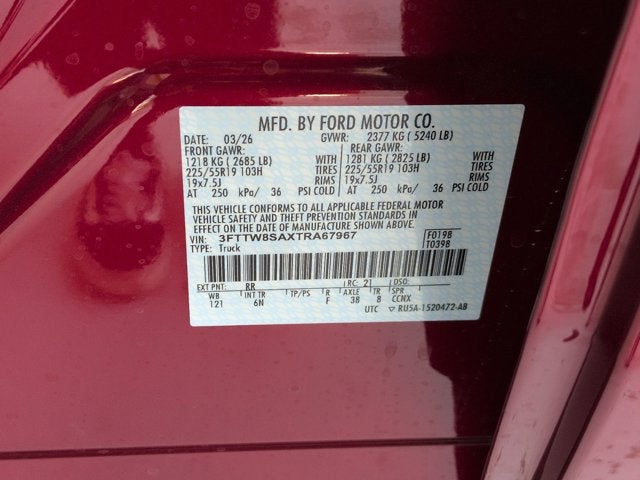 MFD. BY FORD MOTOR CO.
DATE: 03/26 GVWR: 2377 KG ( 5240 LB)
FRONT GAWR: REAR GAWR:
1218 KG ( 2685 LB) WITH 1281 KG ( 2825 LB) WITH
225/55R19 103H TIRES 225/55R19 103H TIRES
19x7.5J RIMS 19x7.5J RIMS
AT 250 kPa/ 36 PSI COLD AT 250 kPa/ 36 PSI COLD
THIS VEHICLE CONFORMS TO ALL APPLICABLE FEDERAL MOTOR
VEHICLE SAFETY AND THEFT PREVENTION STANDARDS IN
EFFECT ON THE DATE OF MANUFACTURE SHOWN ABOVE.
VIN: 3FTTW8SAXTRA67967 F019B
TYPE: Truck T0398
EXT PNT: RR RC: 21 DSO:
WB INT TR TP/PS R AXLE TR SPR
121 6N F 3B 8 CCNX
UTC ▽ RU5A-1520472-AB